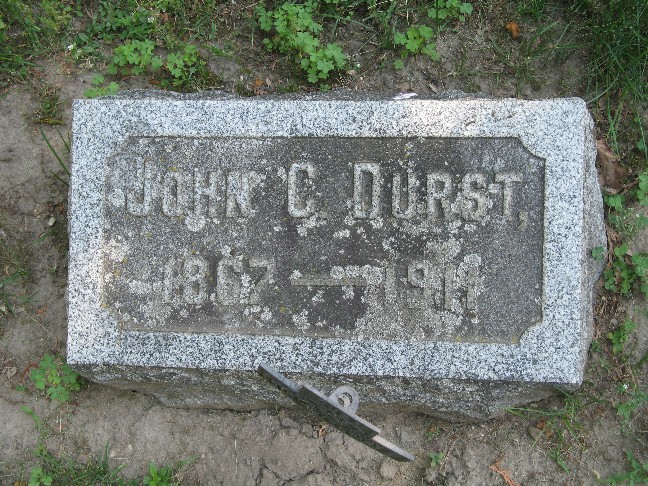 JOHN C. DURST,
1867 — 1911